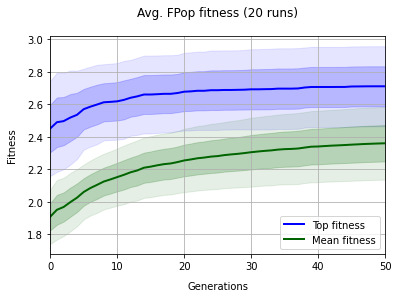 Avg. FPop fitness (20 runs)
3.0
2.8
2.6
2.4
2.2
2.0
1.8
Fitness
0 10 20 30 40 50
Generations
Top fitness
Mean fitness